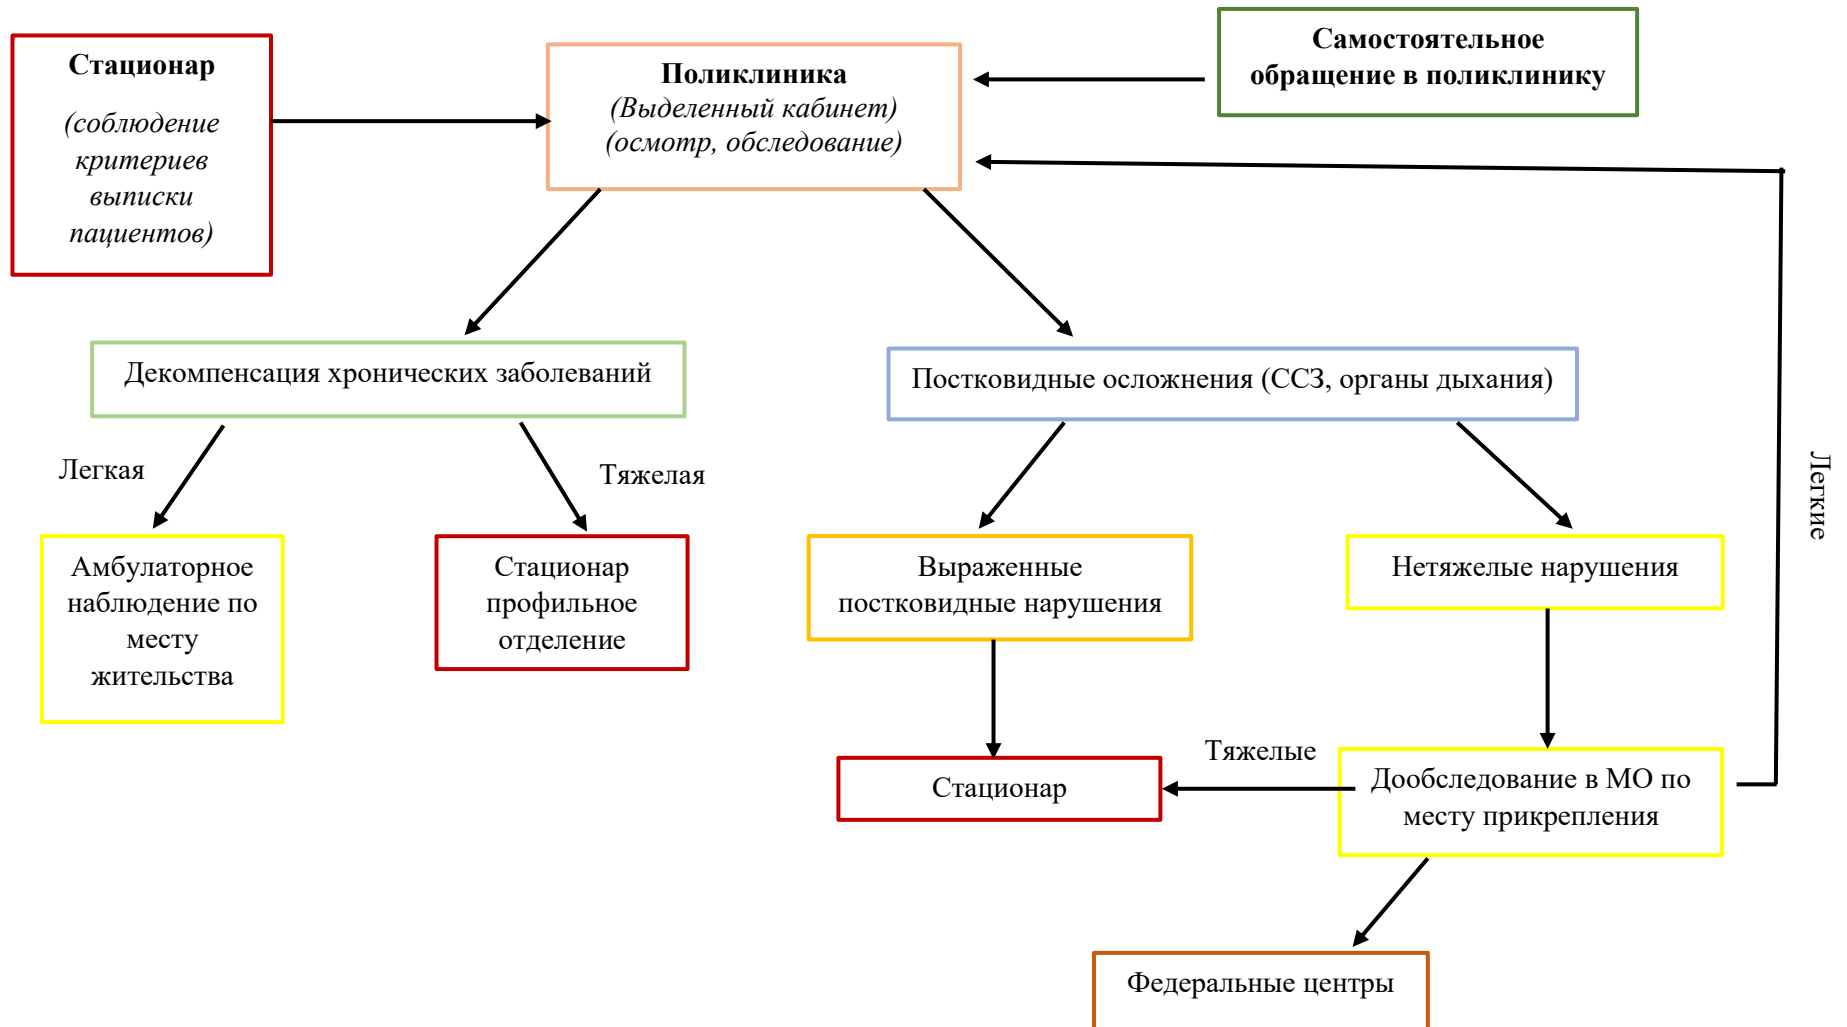 Стационар
(соблюдение
критериев
выписки
пациентов)
Поликлиника
(Выделенный кабинет)
(осмотр, обследование)
Самостоятельное
обращение в поликлинику
Декомпенсация хронических заболеваний
Постковидные осложнения (ССЗ, органы дыхания)
Легкая
Тяжелая
Легкие
Амбулаторное
наблюдение по
месту
жительства
Стационар
профильное
отделение
Выраженные
постковидные нарушения
Нетяжелые нарушения
Стационар
Тяжелые
Дообследование в МО по
месту прикрепления
Федеральные центры